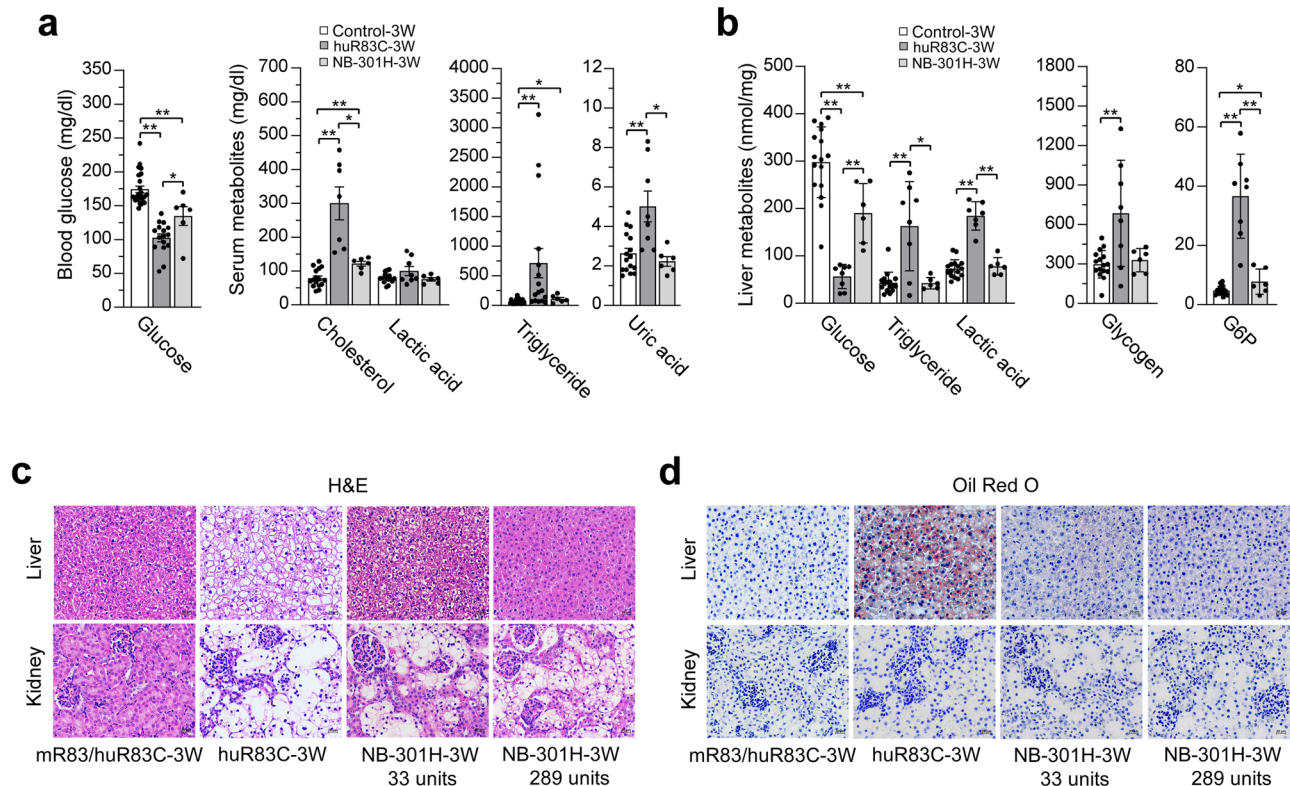 a
Control-3W
huR83C-3W
NB-301H-3W
Blood glucose (mg/dl)
350
300
250
200
150
100
50
0
**
**
*
Glucose
Serum metabolites (mg/dl)
700
600
500
400
300
200
100
0
**
**
*
Cholesterol
Lactic acid
4000
3500
3000
2500
2000
1500
1000
500
0
*
**
Triglyceride
12
10
8
6
4
2
0
**
*
Uric acid
b
Control-3W
huR83C-3W
NB-301H-3W
Liver metabolites (nmol/mg)
500
400
300
200
100
0
**
**
**
**
*
**
**
Glucose
Triglyceride
Lactic acid
1800
1500
1200
900
600
300
0
**
Glycogen
80
60
40
20
0
*
**
**
G6P
c
H&E
Liver
Kidney
mR83/huR83C-3W
huR83C-3W
NB-301H-3W
33 units
NB-301H-3W
289 units
d
Oil Red O
Liver
Kidney
mR83/huR83C-3W
huR83C-3W
NB-301H-3W
33 units
NB-301H-3W
289 units